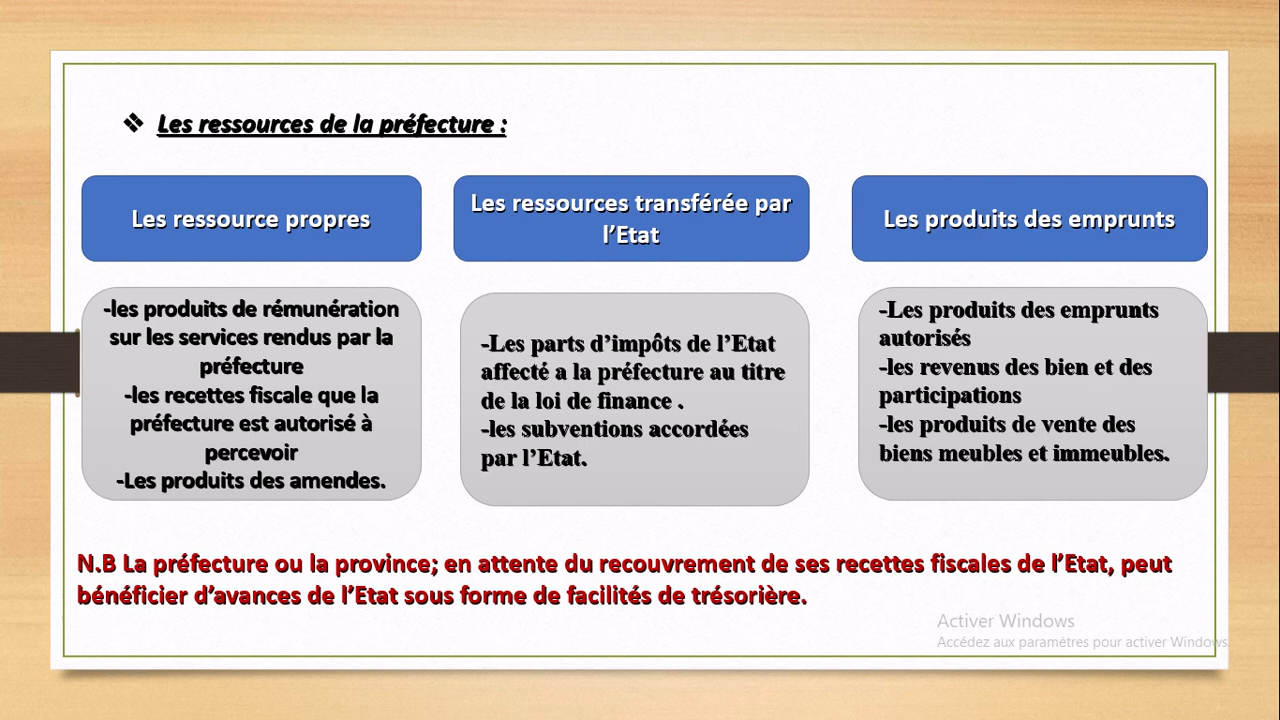 ❖ Les ressources de la préfecture :
Les ressource propres
-les produits de rémunération
sur les services rendus par la
préfecture
-les recettes fiscale que la
préfecture est autorisé à
percevoir
-Les produits des amendes.
Les ressources transférée par
l’Etat
-Les parts d’impôts de l’Etat
affecté a la préfecture au titre
de la loi de finance .
-les subventions accordées
par l’Etat.
Les produits des emprunts
-Les produits des emprunts
autorisés
-les revenus des bien et des
participations
-les produits de vente des
biens meubles et immeubles.
N.B La préfecture ou la province; en attente du recouvrement de ses recettes fiscales de l’Etat, peut
bénéficier d’avances de l’Etat sous forme de facilités de trésorière.
Activer Windows
Accédez aux paramètres pour activer Windows.